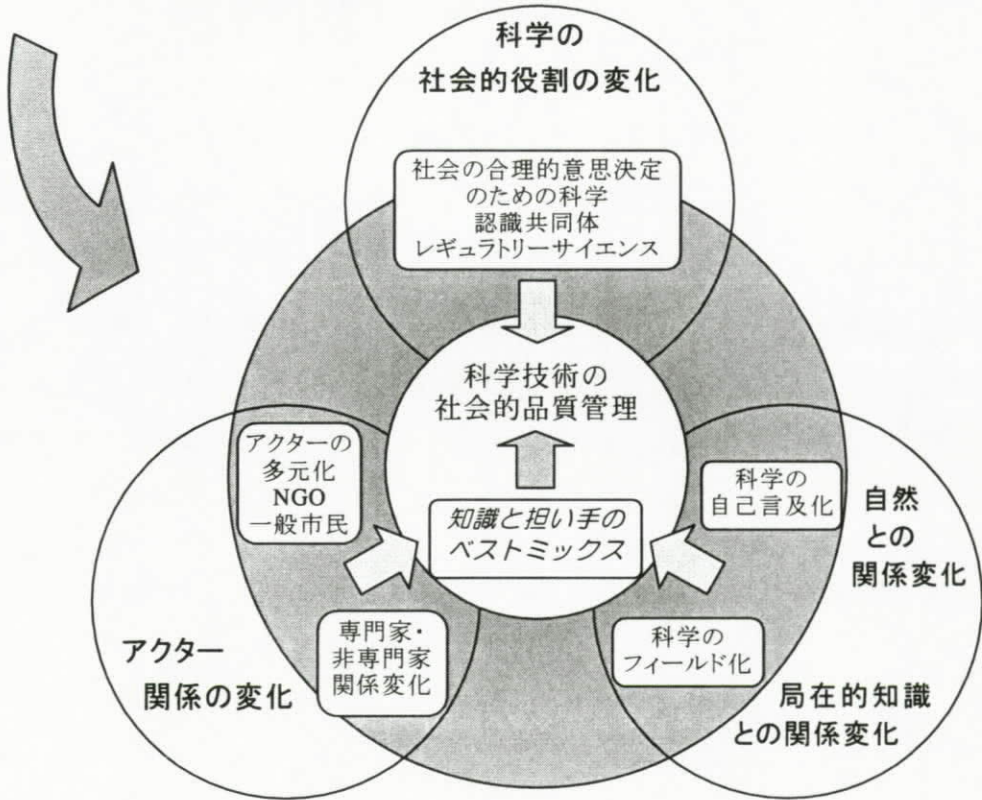 科学の
社会的役割の変化
社会の合理的意思決定
のための科学
認識共同体
レギュラトリーサイエンス
科学技術の
社会的品質管理
知識と担い手の
ベストミックス
アクターの
多元化
NGO
一般市民
専門家・
非専門家
関係変化
アクター
関係の変化
科学の
自己言及化
科学の
フィールド化
自然
との
関係変化
局在的知識
との関係変化